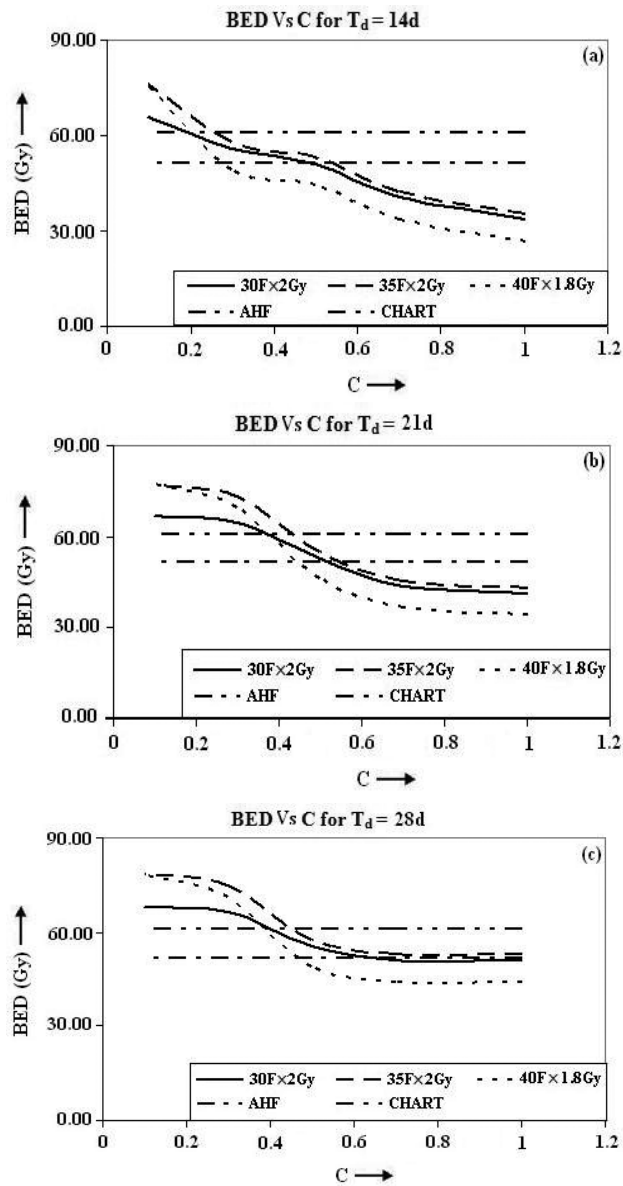 BED Vs C for Td = 14d
(a)
90.00
60.00
30.00
0.00
BED (Gy)
30F×2Gy 35F×2Gy 40F×1.8Gy
AHF CHART
0 0.2 0.4 0.6 0.8 1 1.2
C
BED Vs C for Td = 21d
(b)
90.00
60.00
30.00
0.00
BED (Gy)
30F×2Gy 35F×2Gy 40F×1.8Gy
AHF CHART
0 0.2 0.4 0.6 0.8 1 1.2
C
BED Vs C for Td = 28d
(c)
90.00
60.00
30.00
0.00
BED (Gy)
30F×2Gy 35F×2Gy 40F×1.8Gy
AHF CHART
0 0.2 0.4 0.6 0.8 1 1.2
C